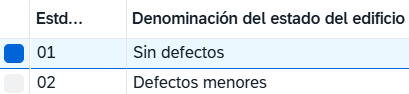 Estd... Denominación del estado del edificio
01 Sin defectos
02 Defectos menores